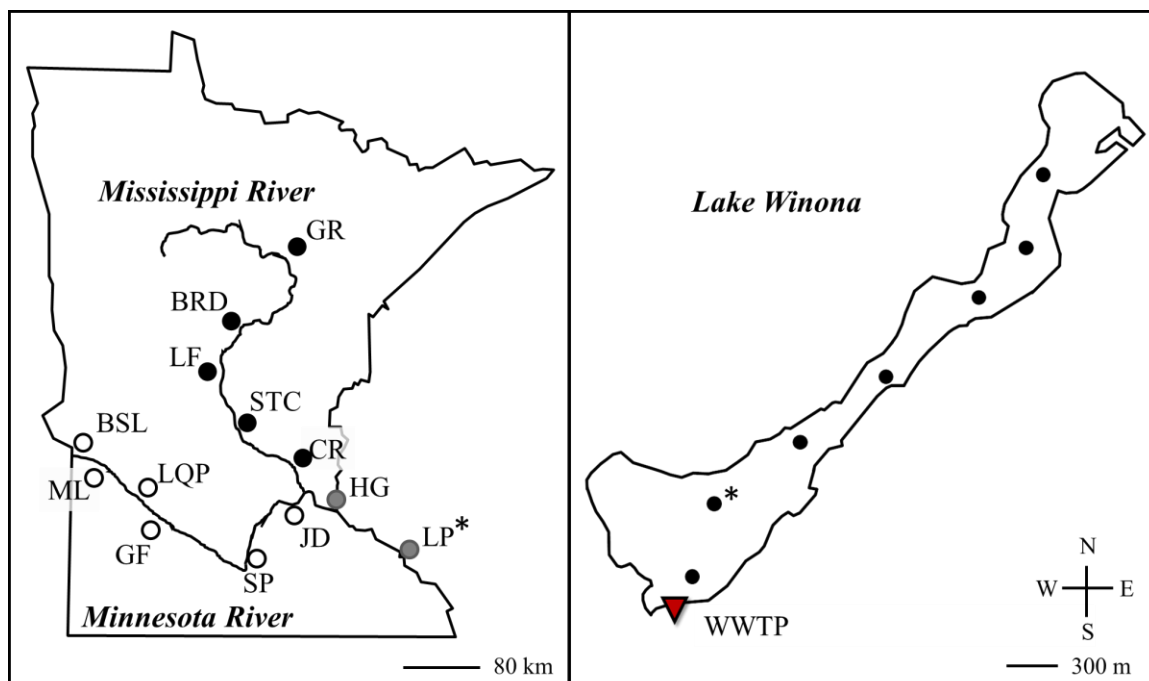 Mississippi River
GR
BRD
LF
STC
BSL
CR
ML
LQP
HG
GF
JD
LP*
SP
Minnesota River
80 km
Lake Winona
*
N
W E
S
WWTP
300 m